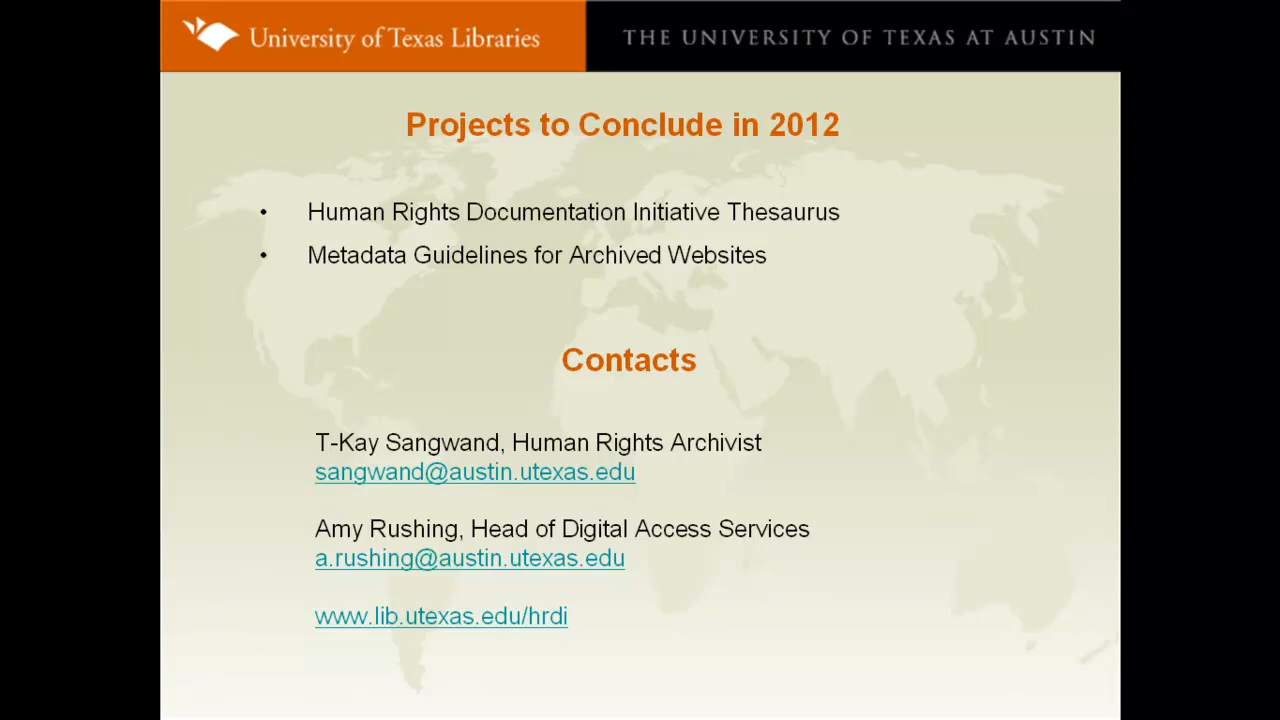 University of Texas Libraries
THE UNIVERSITY OF TEXAS AT AUSTIN
Projects to Conclude in 2012
• Human Rights Documentation Initiative Thesaurus
• Metadata Guidelines for Archived Websites
Contacts
T-Kay Sangwand, Human Rights Archivist
sangwand@austin.utexas.edu
Amy Rushing, Head of Digital Access Services
a.rushing@austin.utexas.edu
www.lib.utexas.edu/hrdi